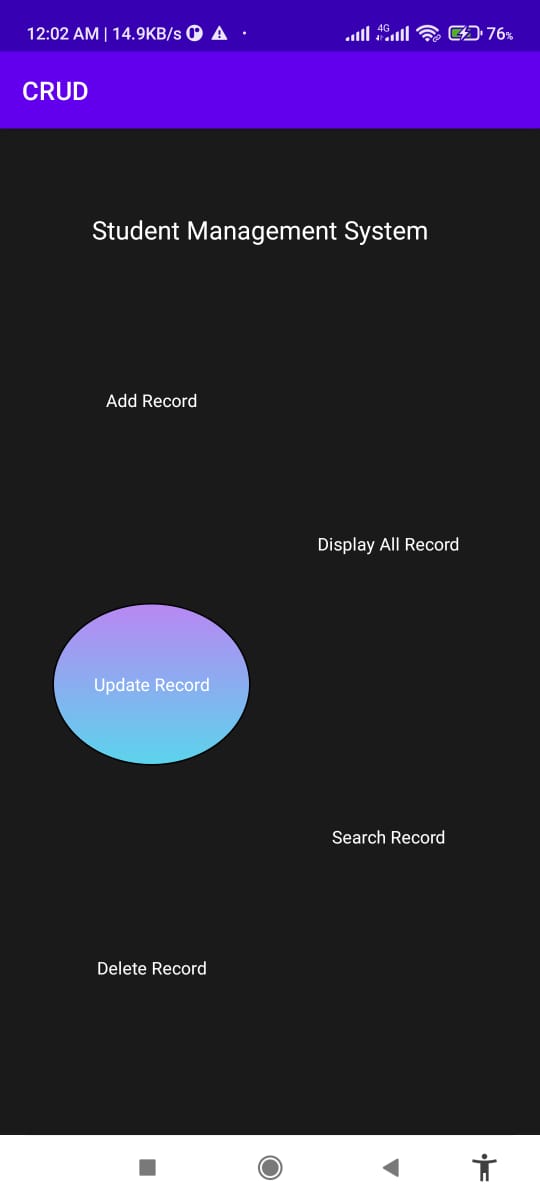 12:02 AM | 14.9KB/s 4G 76%
CRUD
Student Management System
Add Record
Display All Record
Update Record
Search Record
Delete Record